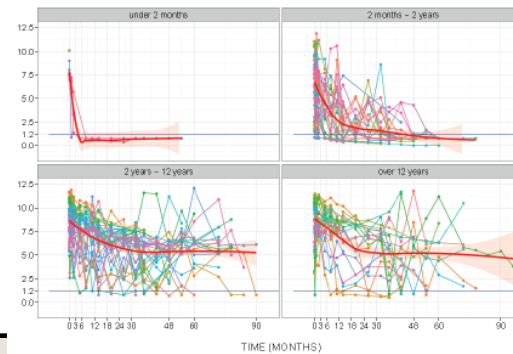 under 2 months
2 months - 2 years
12.5
10.0
7.5
5.0
2.5
1.2
0.0
2 years - 12 years
over 12 years
12.5
10.0
7.5
5.0
2.5
1.2
0.0
0 3 6 12 18 24 30 48 60 90
0 3 6 12 18 24 30 48 60 90
TIME (MONTHS)